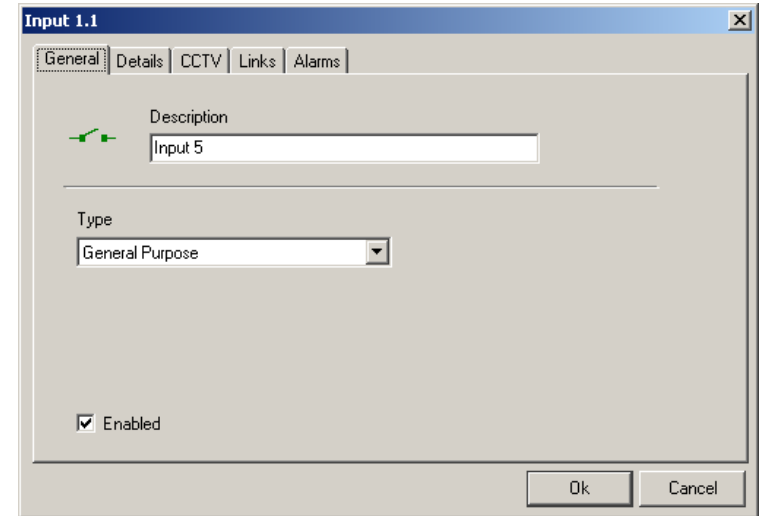 Input 1.1
General Details CCTV Links Alarms
Description
Input 5
Type
General Purpose
Enabled
Ok Cancel